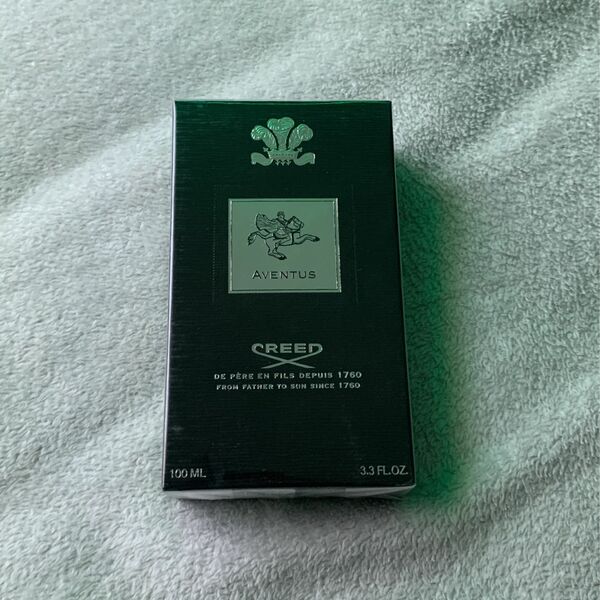 AVENTUS
CREED
DE PÈRE EN FILS DEPUIS 1760
FROM FATHER TO SON SINCE 1760
100 ML
3.3 FL.OZ.